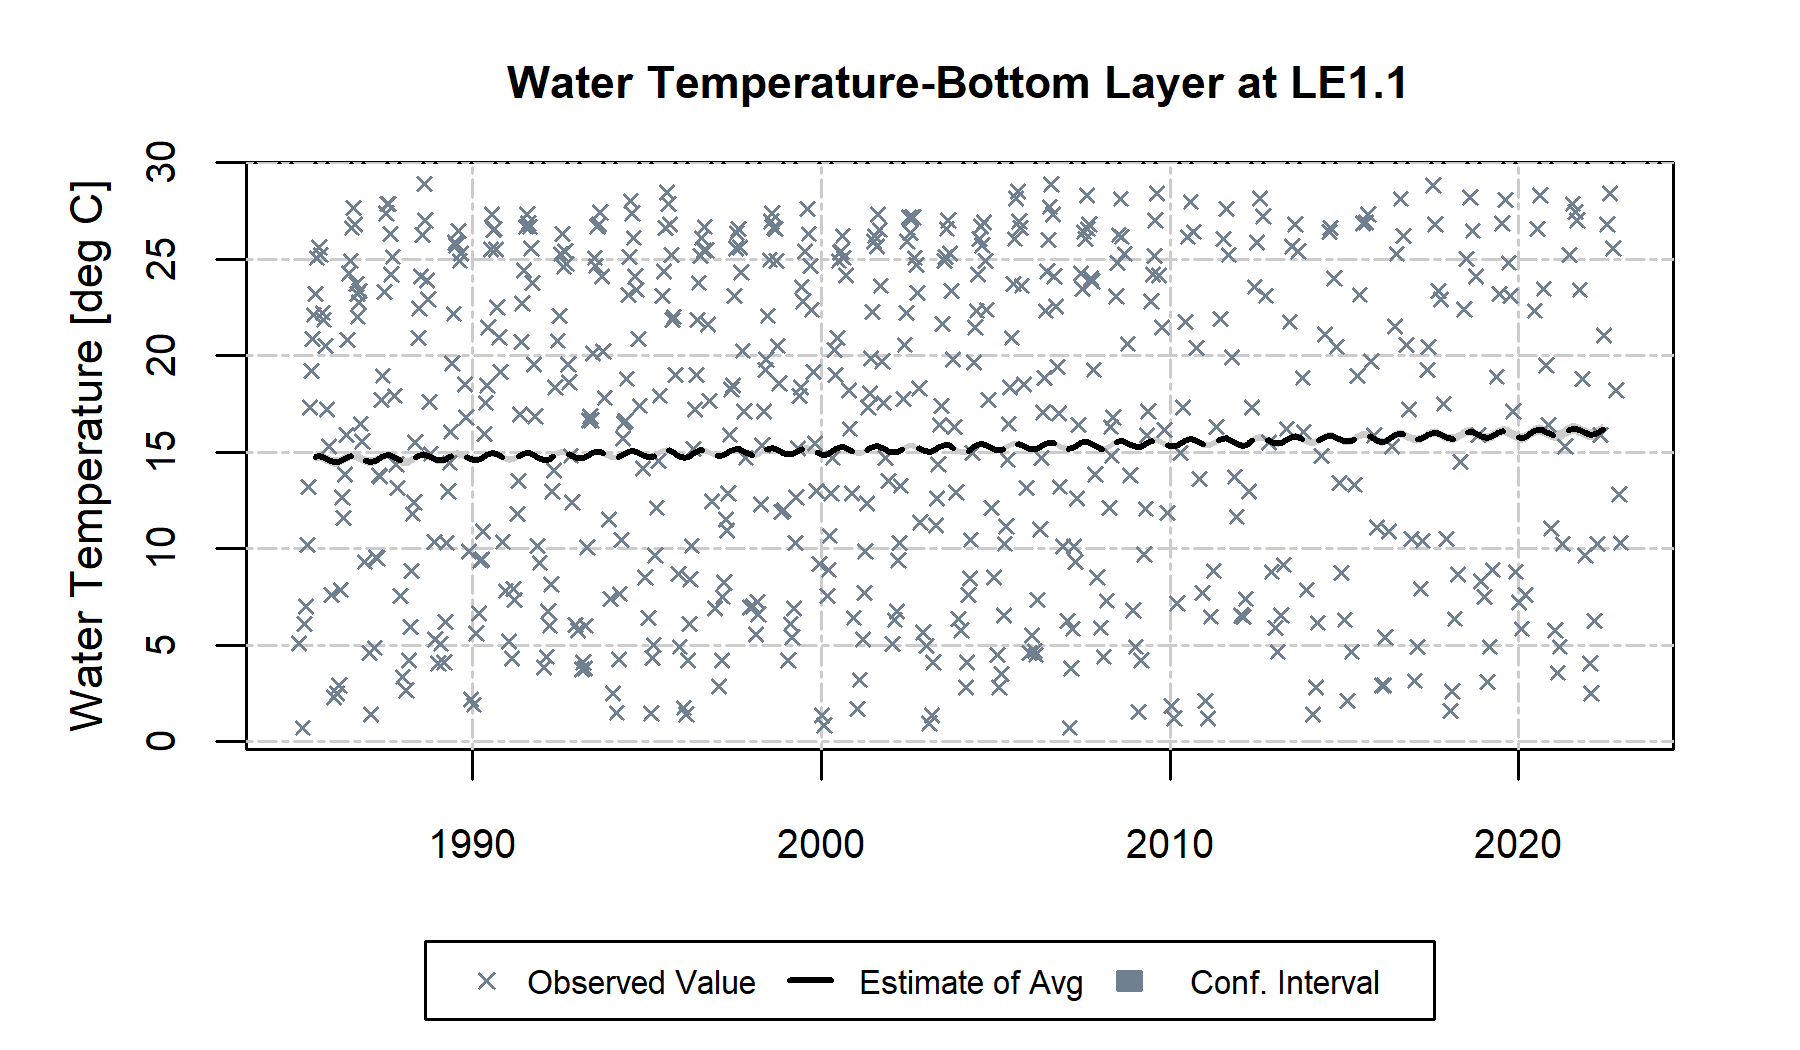 Water Temperature-Bottom Layer at LE1.1
Water Temperature [deg C]
30
25
20
15
10
5
0
1990 2000 2010 2020
Observed Value Estimate of Avg Conf. Interval